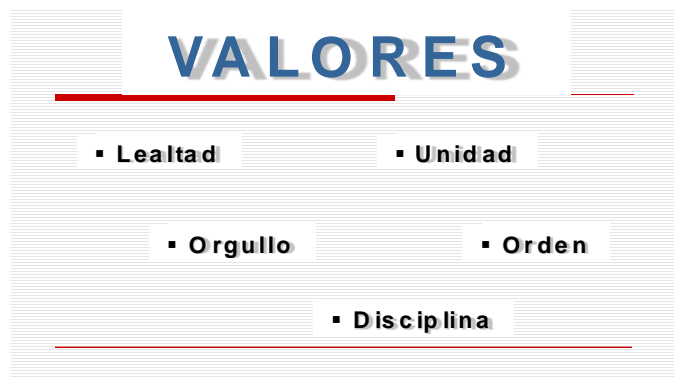 VALORES
▪ Lealtad
▪ Unidad
▪ Orgullo
▪ Orden
▪ Disciplina